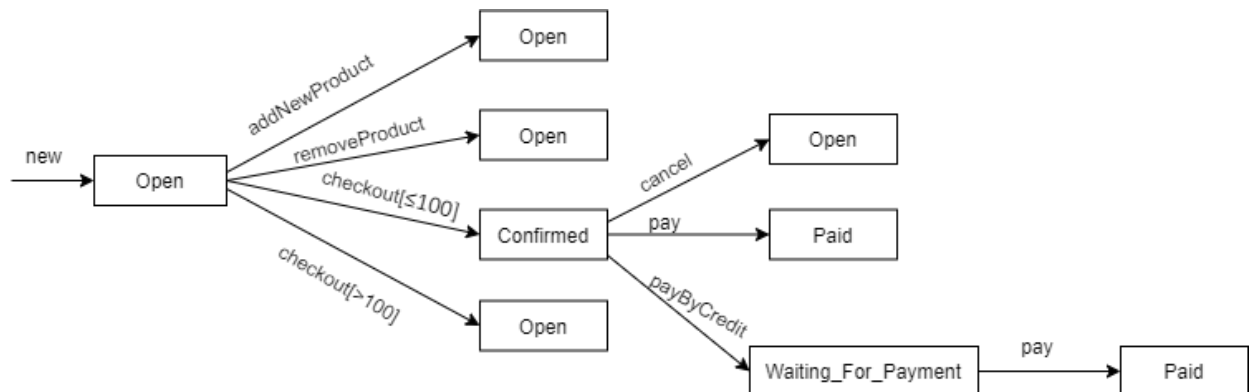 Open
addNewProduct
removeProduct
Open
new
Open
checkout[≤100]
cancel
Open
Confirmed
pay
Paid
checkout[>100]
Open
payByCredit
Waiting_For_Payment
pay
Paid